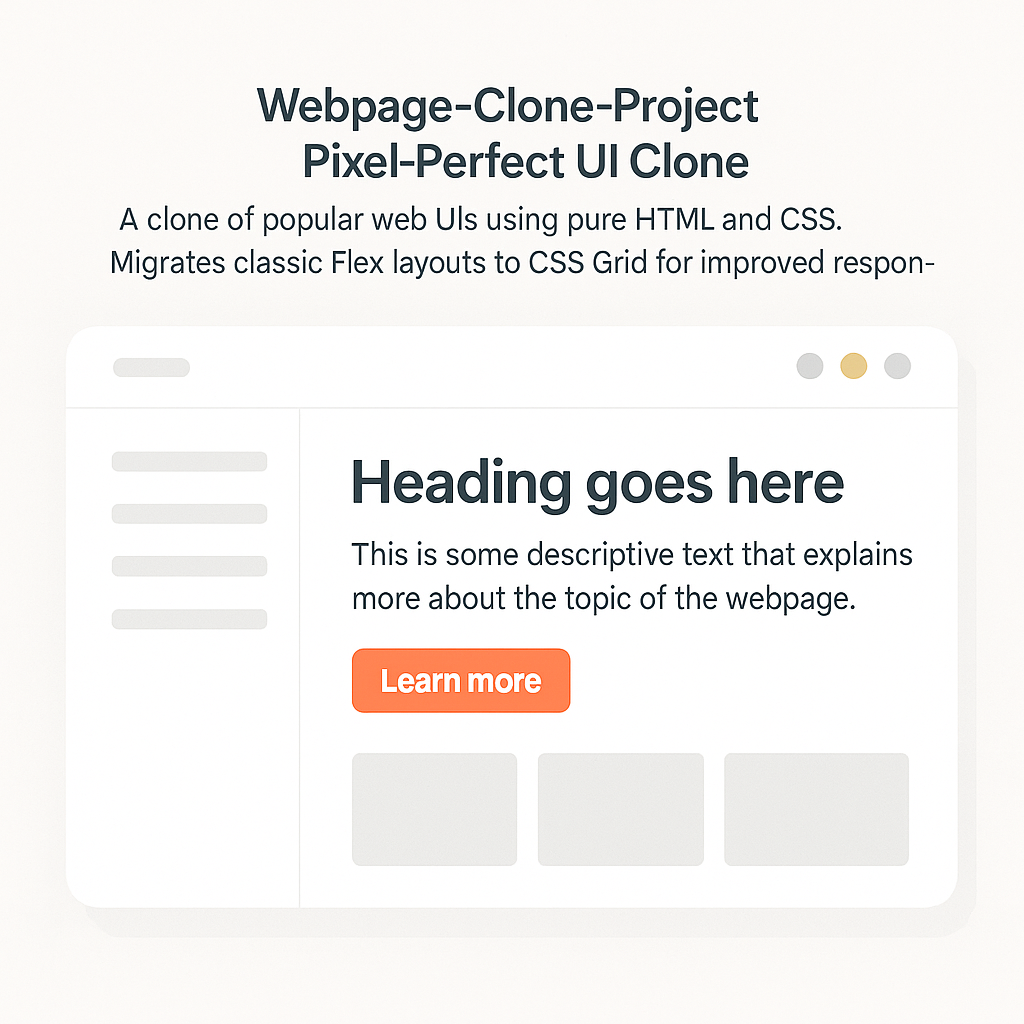 Webpage-Clone-Project
Pixel-Perfect UI Clone
A clone of popular web UIs using pure HTML and CSS.
Migrates classic Flex layouts to CSS Grid for improved respon-
Heading goes here
This is some descriptive text that explains
more about the topic of the webpage.
Learn more